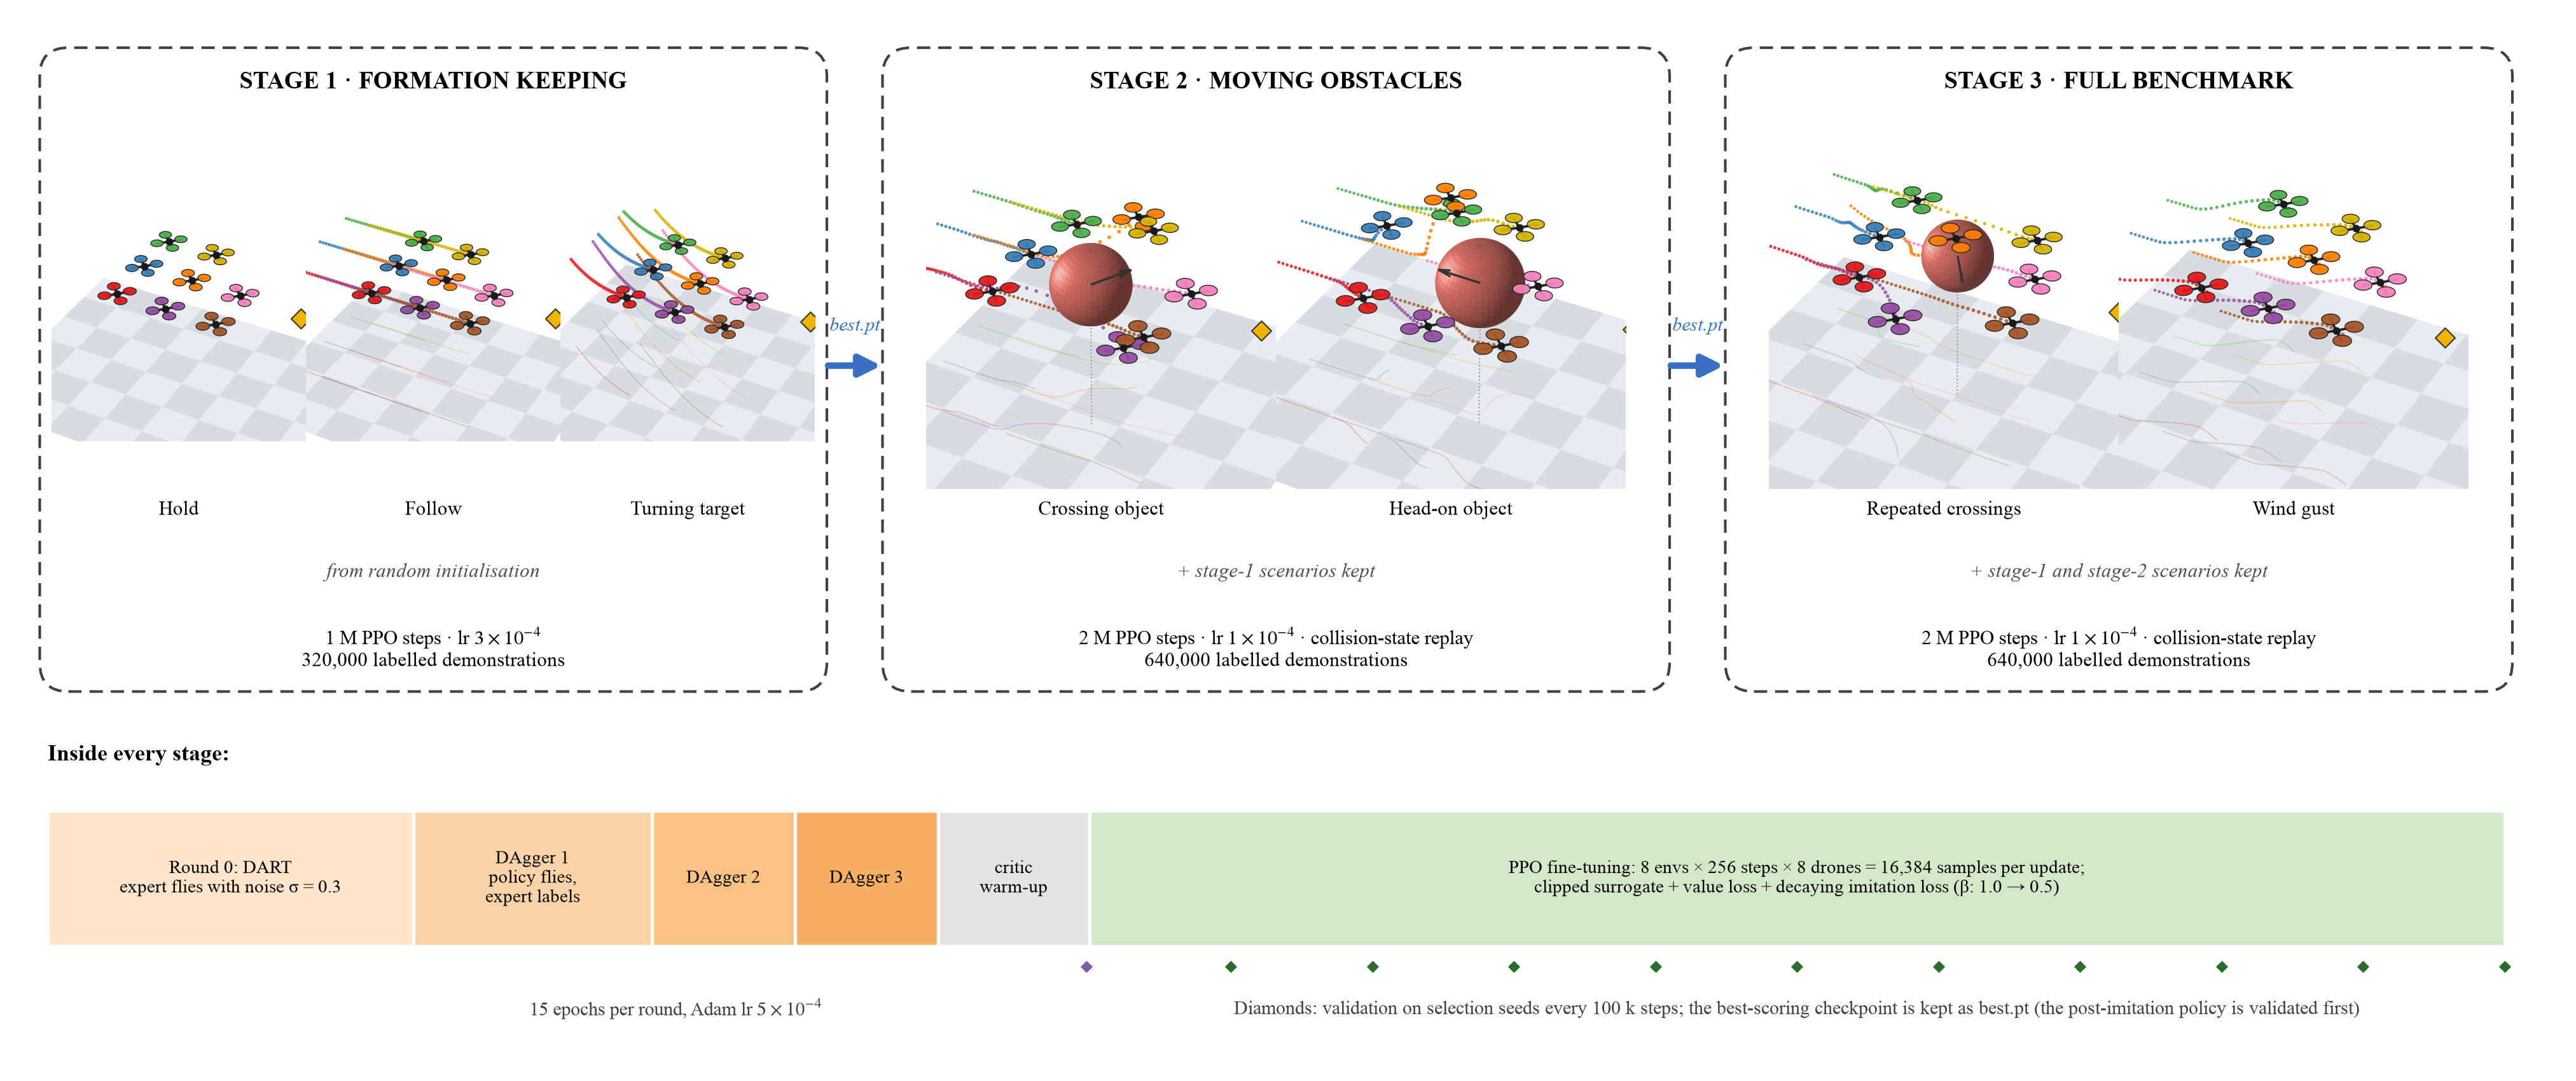 STAGE 1 · FORMATION KEEPING
Hold
Follow
Turning target
from random initialisation
1 M PPO steps · lr 3 × 10⁻⁴
320,000 labelled demonstrations
best.pt
STAGE 2 · MOVING OBSTACLES
Crossing object
Head-on object
+ stage-1 scenarios kept
2 M PPO steps · lr 1 × 10⁻⁴ · collision-state replay
640,000 labelled demonstrations
best.pt
STAGE 3 · FULL BENCHMARK
Repeated crossings
Wind gust
+ stage-1 and stage-2 scenarios kept
2 M PPO steps · lr 1 × 10⁻⁴ · collision-state replay
640,000 labelled demonstrations
Inside every stage:
Round 0: DART
expert flies with noise σ = 0.3
DAgger 1
policy flies,
expert labels
DAgger 2
DAgger 3
critic
warm-up
PPO fine-tuning: 8 envs × 256 steps × 8 drones = 16,384 samples per update;
clipped surrogate + value loss + decaying imitation loss (β: 1.0 → 0.5)
15 epochs per round, Adam lr 5 × 10⁻⁴
Diamonds: validation on selection seeds every 100 k steps; the best-scoring checkpoint is kept as best.pt (the post-imitation policy is validated first)